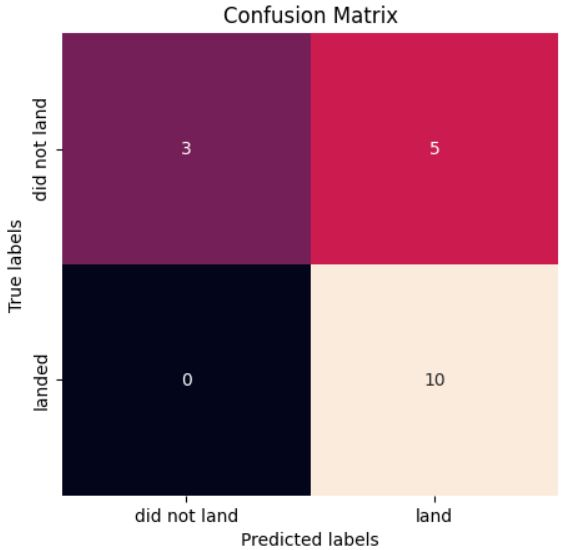 Confusion Matrix
True labels
did not land
3
5
landed
0
10
did not land
land
Predicted labels